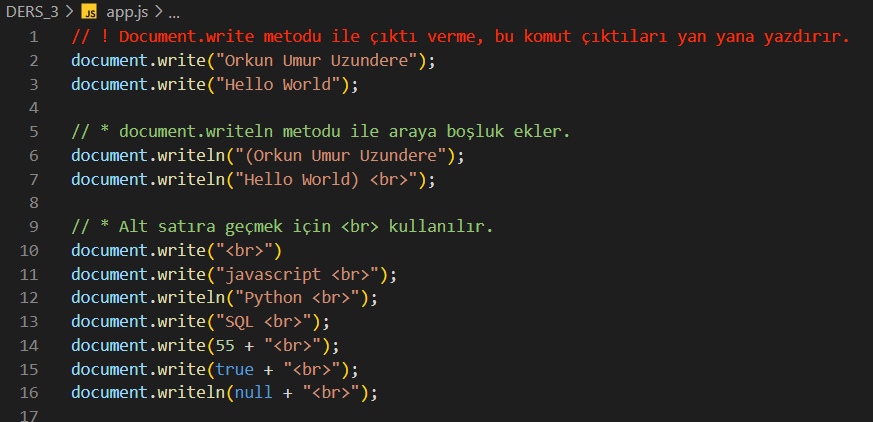 DERS_3 > JS app.js > ...
1 // ! Document.write metodu ile çıktı verme, bu komut çıktıları yan yana yazdırır.
2 document.write("Orkun Umur Uzundere");
3 document.write("Hello World");
4
5 // * document.writeln metodu ile araya boşluk ekler.
6 document.writeln("(Orkun Umur Uzundere");
7 document.writeln("Hello World) <br>");
8
9 // * Alt satıra geçmek için <br> kullanılır.
10 document.write("<br>")
11 document.write("javascript <br>");
12 document.writeln("Python <br>");
13 document.write("SQL <br>");
14 document.write(55 + "<br>");
15 document.write(true + "<br>");
16 document.writeln(null + "<br>");
17